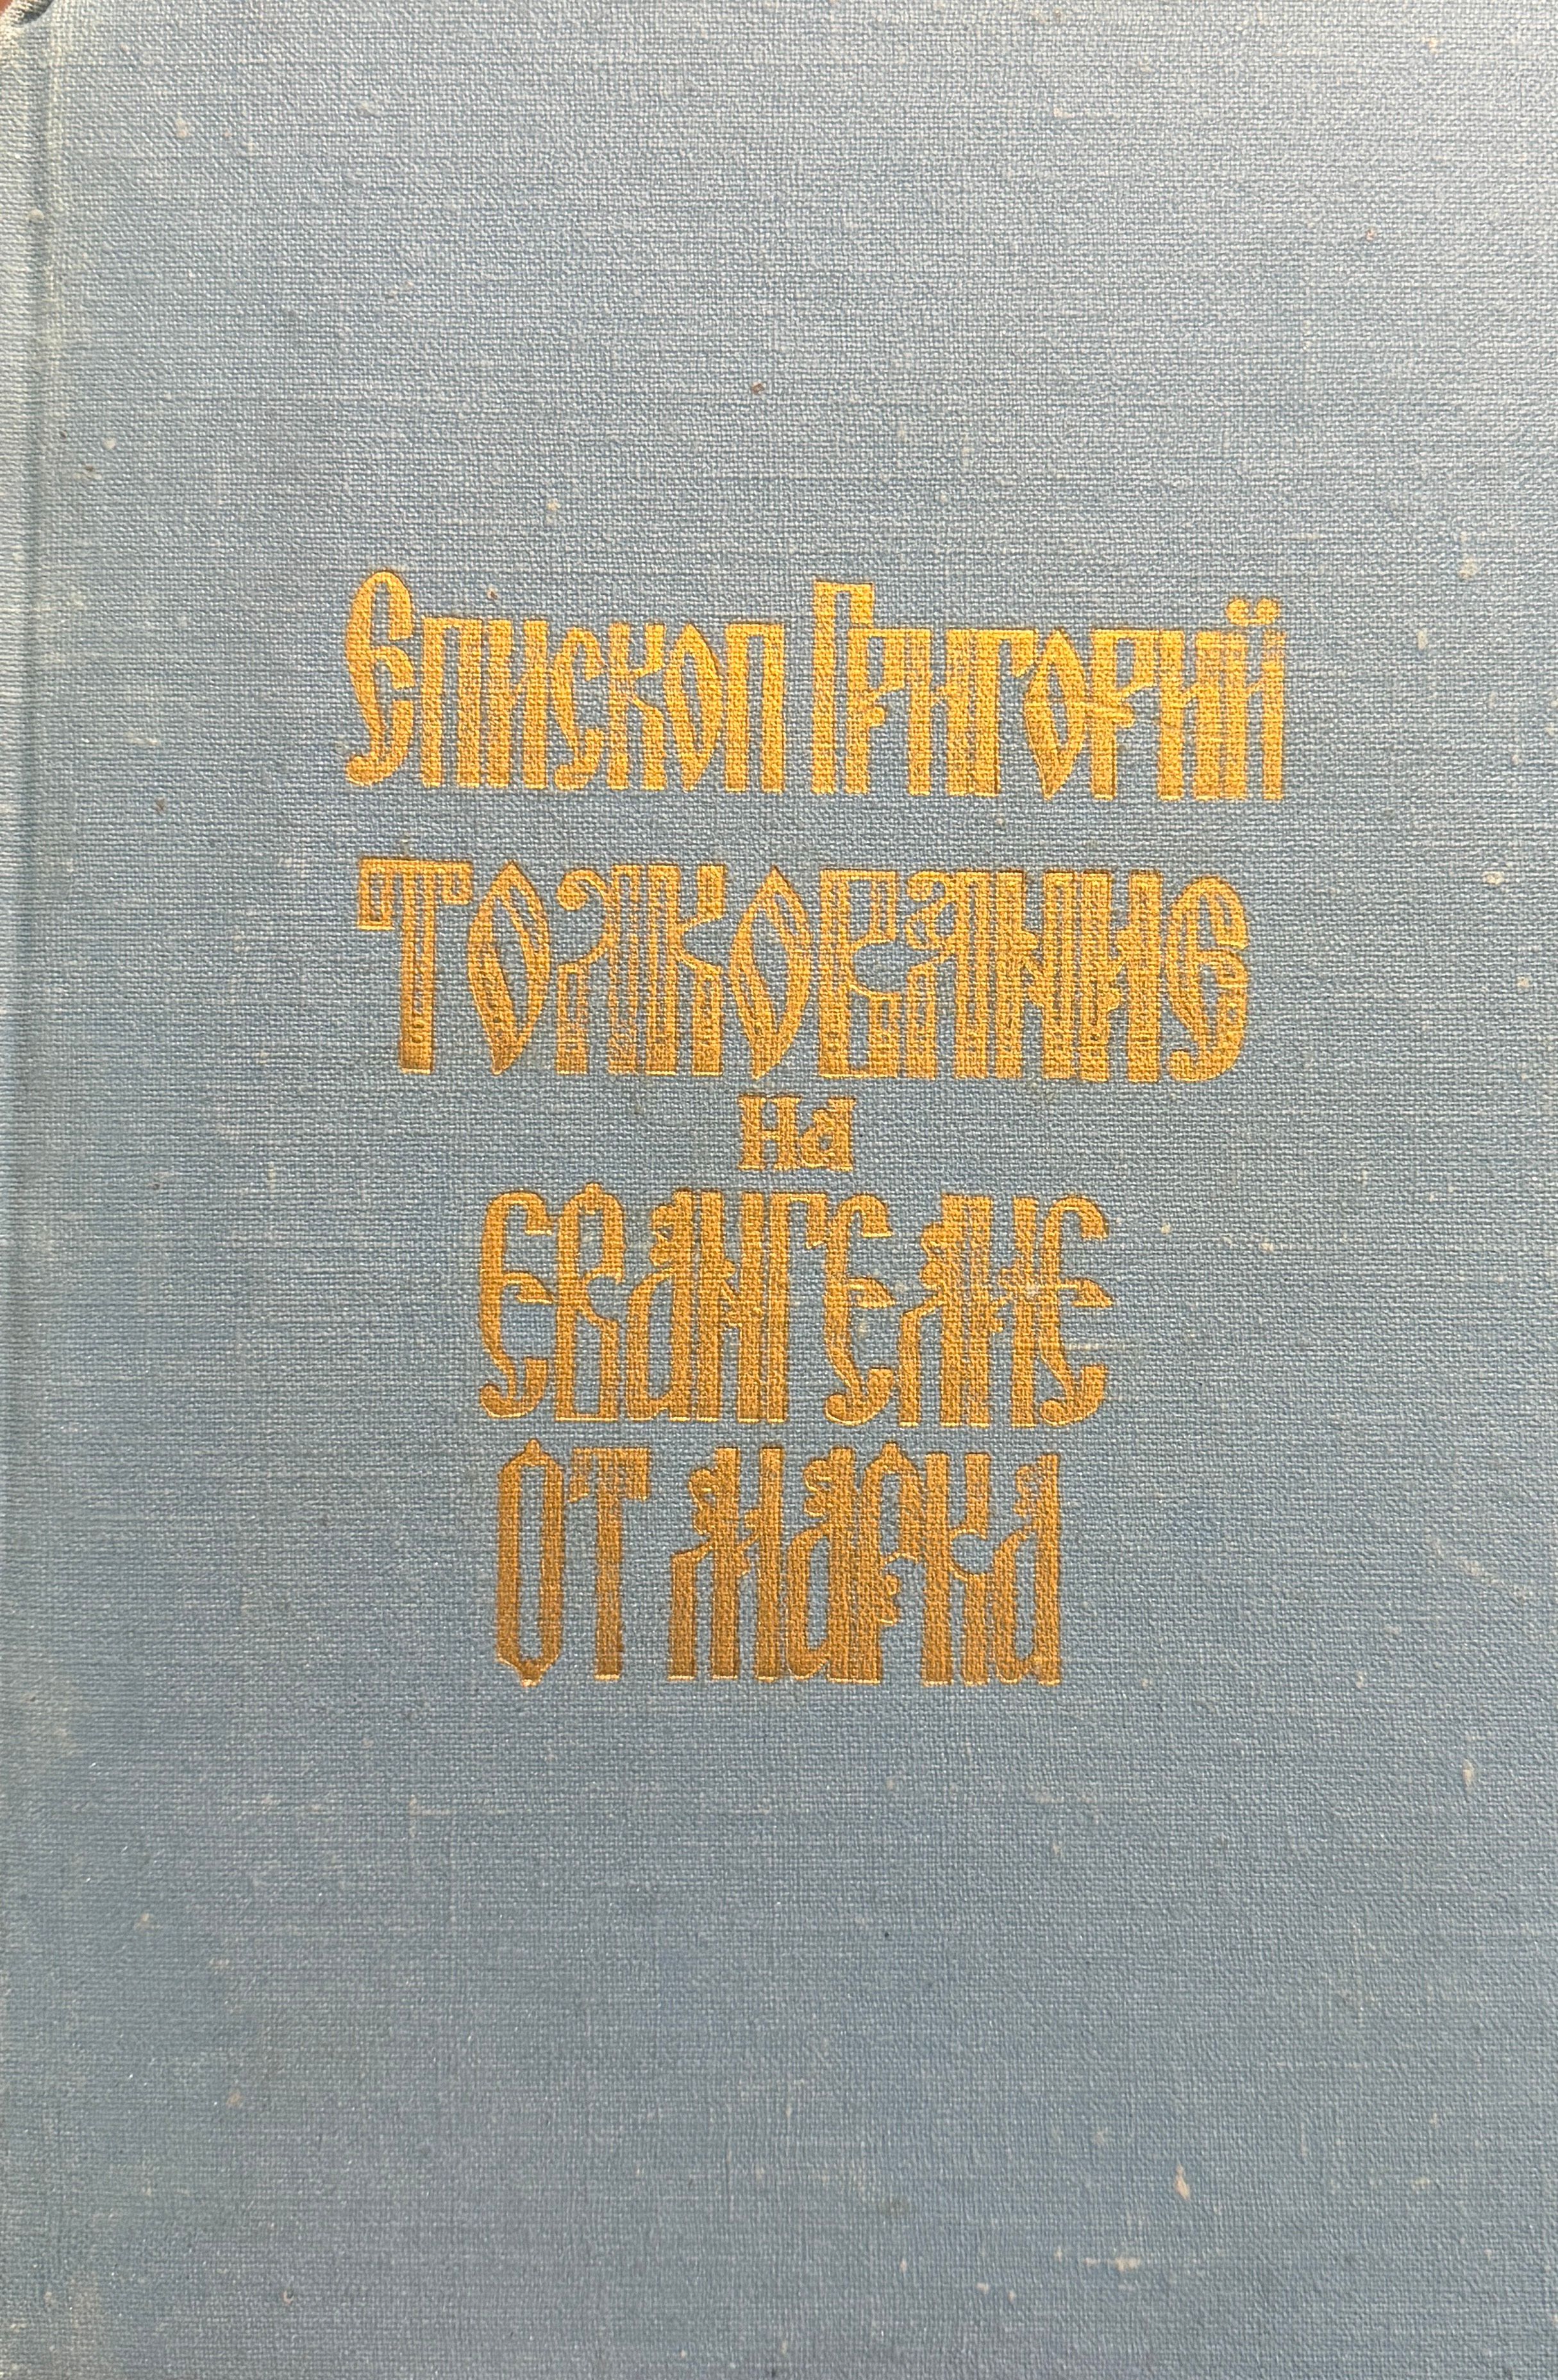 Епископ Григорий
Толкование
на
Евангелие
от Марка